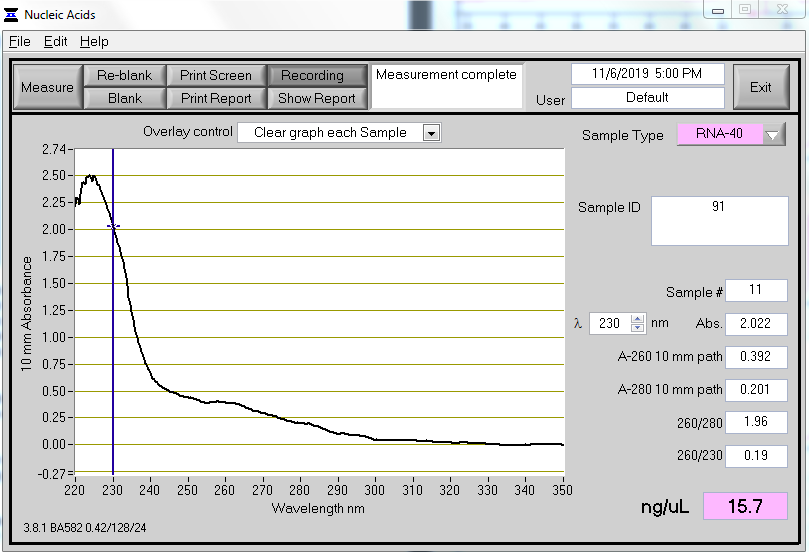 Nucleic Acids
File Edit Help
Measure
Re-blank Print Screen Recording
Blank Print Report Show Report
Measurement complete
11/6/2019 5:00 PM
User Default
Exit
Overlay control Clear graph each Sample
Sample Type RNA-40
Sample ID 91
Sample # 11
λ 230 nm Abs. 2.022
A-260 10 mm path 0.392
A-280 10 mm path 0.201
260/280 1.96
260/230 0.19
ng/uL 15.7
10 mm Absorbance
2.74
2.50
2.25
2.00
1.75
1.50
1.25
1.00
0.75
0.50
0.25
0.00
-0.27
220 230 240 250 260 270 280 290 300 310 320 330 340 350
Wavelength nm
3.8.1 BA582 0.42/128/24